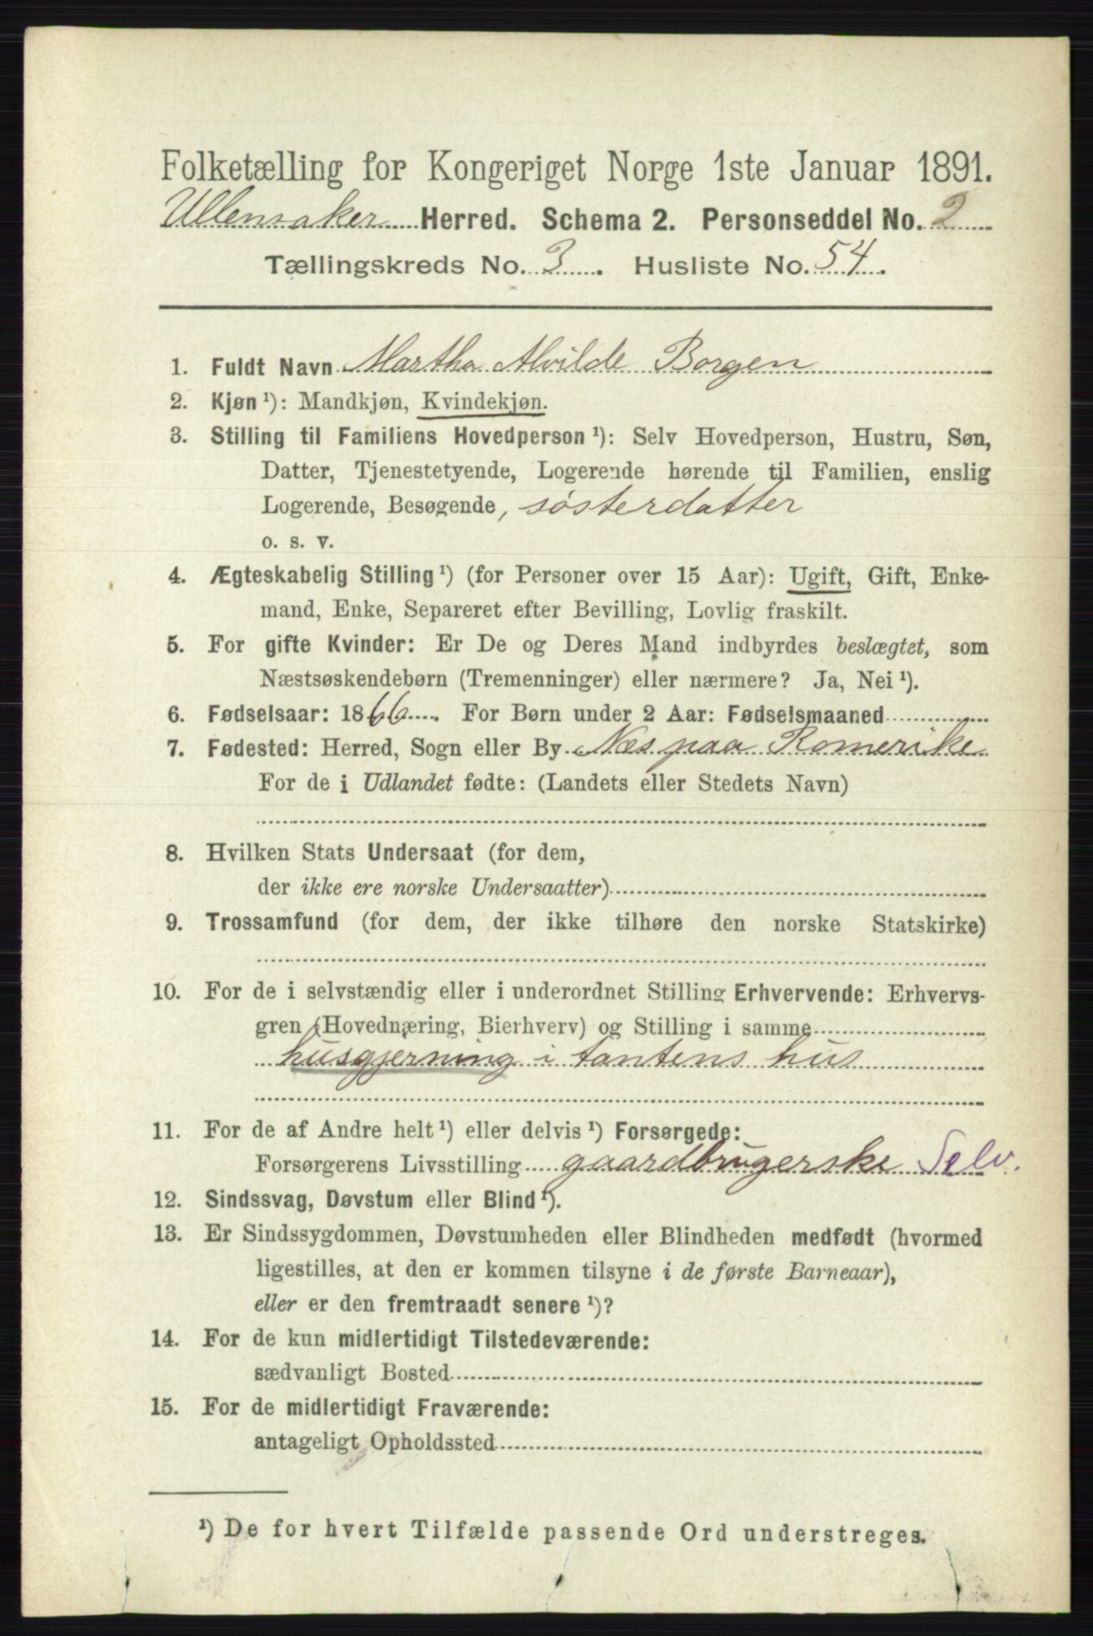 Folketælling for Kongeriget Norge 1ste Januar 1891.
Ullensaker Herred. Schema 2. Personseddel No. 2
Tællingskreds No. 3. Husliste No. 54.
1. Fuldt Navn Martha Alvilde Borgen
2. Kjøn ¹): Mandkjøn, Kvindekjøn.
3. Stilling til Familiens Hovedperson ¹): Selv Hovedperson, Hustru, Søn,
Datter, Tjenestetyende, Logerende hørende til Familien, enslig
Logerende, Besøgende, søsterdatter
o. s. v.
4. Ægteskabelig Stilling ¹) (for Personer over 15 Aar): Ugift, Gift, Enke-
mand, Enke, Separeret efter Bevilling, Lovlig fraskilt.
5. For gifte Kvinder: Er De og Deres Mand indbyrdes beslægtet, som
Næstsøskendebørn (Tremenninger) eller nærmere? Ja, Nei ¹).
6. Fødselsaar: 1866. For Børn under 2 Aar: Fødselsmaaned
7. Fødested: Herred, Sogn eller By Næs paa Romerike
For de i Udlandet fødte: (Landets eller Stedets Navn)
8. Hvilken Stats Undersaat (for dem,
der ikke ere norske Undersaatter)
9. Trossamfund (for dem, der ikke tilhøre den norske Statskirke)
10. For de i selvstændig eller i underordnet Stilling Erhvervende: Erhvervs-
gren (Hovednæring, Bierhverv) og Stilling i samme
husgjerning i tantens hus
11. For de af Andre helt ¹) eller delvis ¹) Forsørgede:
Forsørgerens Livsstilling gaardbrugerske Selv.
12. Sindssvag, Døvstum eller Blind ¹).
13. Er Sindssygdommen, Døvstumheden eller Blindheden medfødt (hvormed
ligestilles, at den er kommen tilsyne i de første Barneaar),
eller er den fremtraadt senere ¹)?
14. For de kun midlertidigt Tilstedeværende:
sædvanligt Bosted
15. For de midlertidigt Fraværende:
antageligt Opholdssted
¹) De for hvert Tilfælde passende Ord understreges.